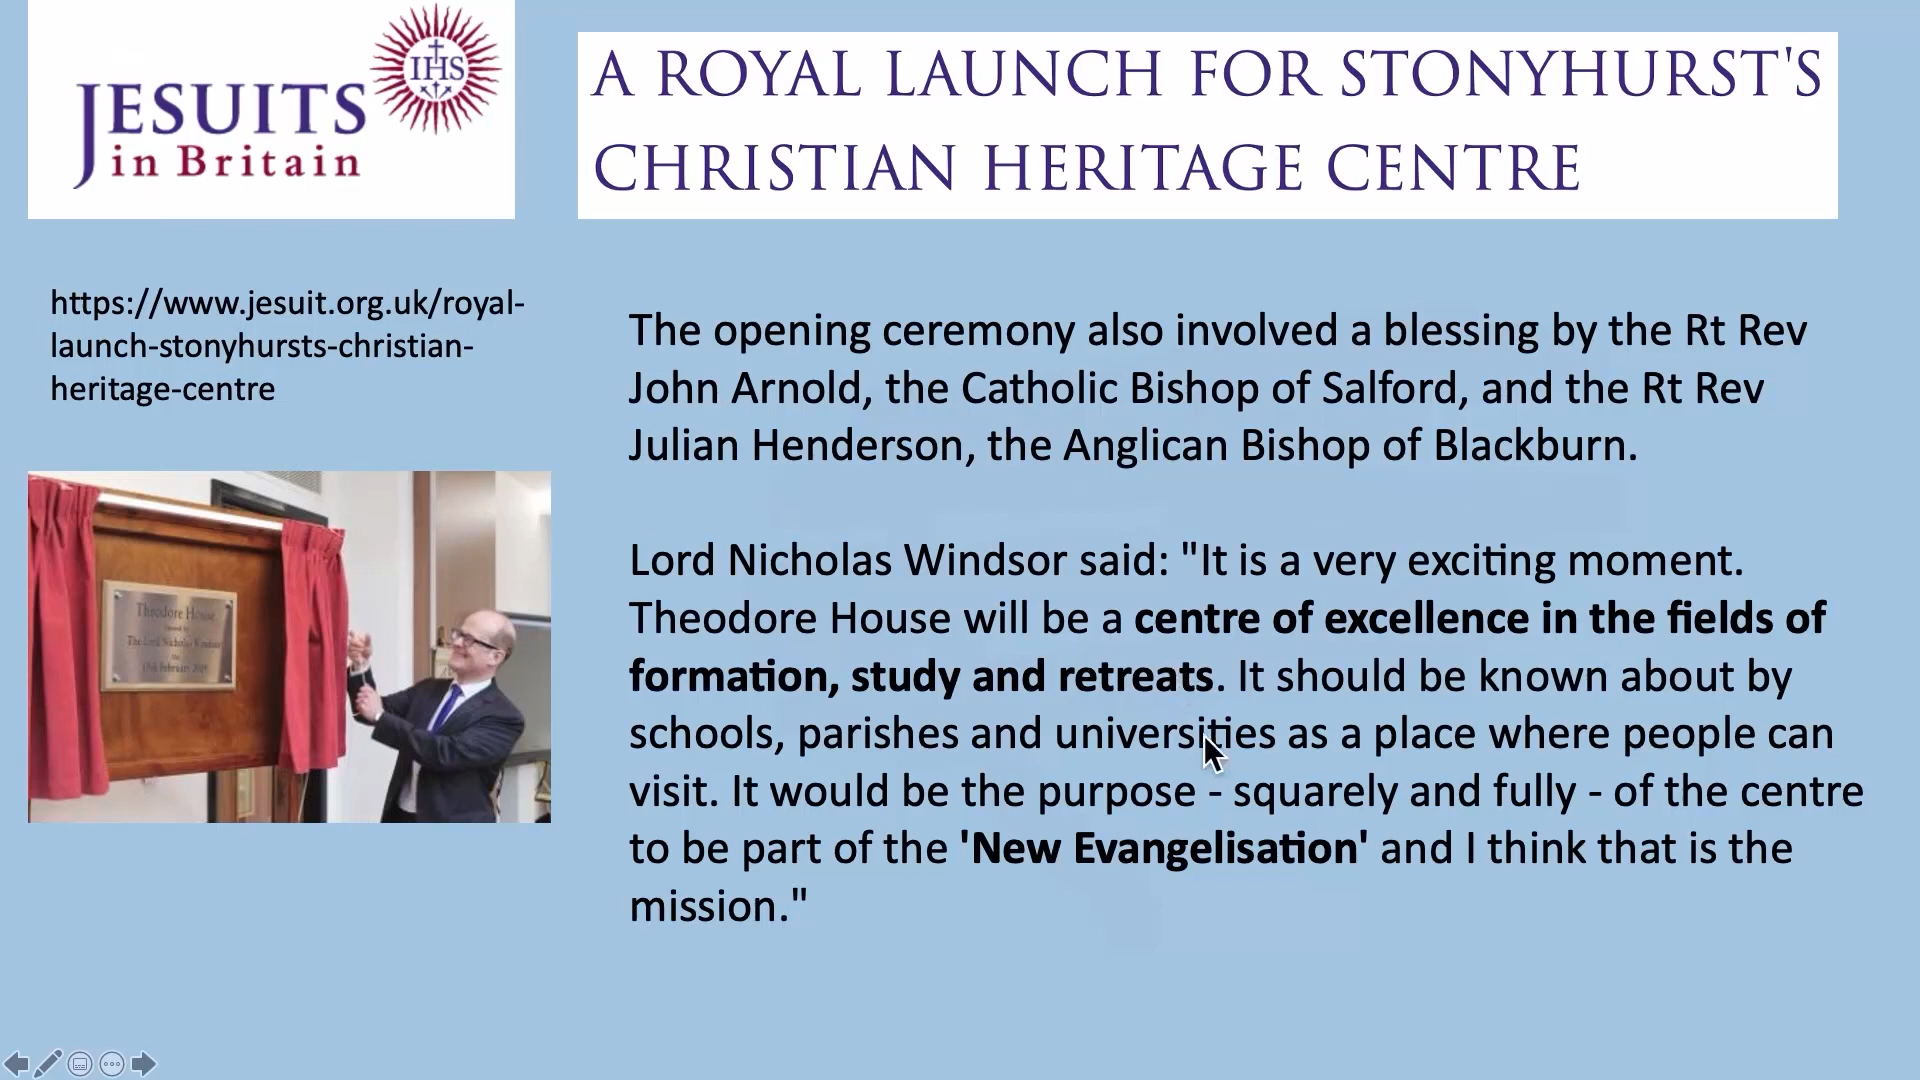 JESUITS
in Britain
IHS
A ROYAL LAUNCH FOR STONYHURST'S
CHRISTIAN HERITAGE CENTRE
https://www.jesuit.org.uk/royal-
launch-stonyhursts-christian-
heritage-centre
Theodore House
The Lord Nicholas Windsor
The opening ceremony also involved a blessing by the Rt Rev
John Arnold, the Catholic Bishop of Salford, and the Rt Rev
Julian Henderson, the Anglican Bishop of Blackburn.
Lord Nicholas Windsor said: "It is a very exciting moment.
Theodore House will be a centre of excellence in the fields of
formation, study and retreats. It should be known about by
schools, parishes and universities as a place where people can
visit. It would be the purpose - squarely and fully - of the centre
to be part of the 'New Evangelisation' and I think that is the
mission."